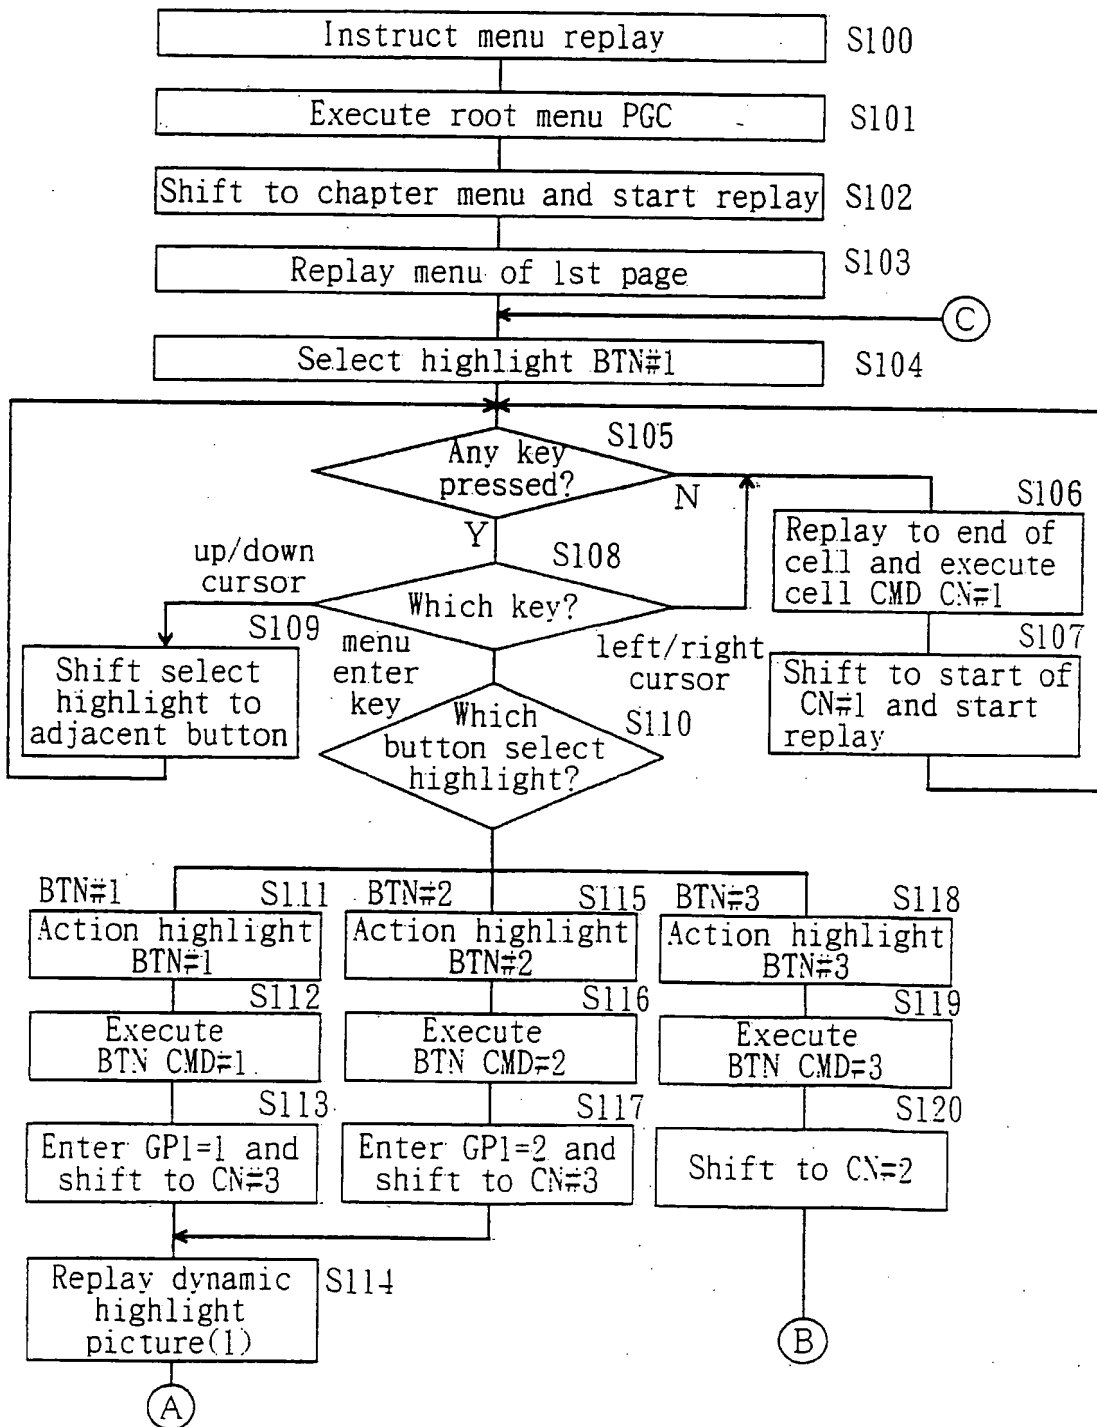 Instruct menu replay
S100
Execute root menu PGC
S101
Shift to chapter menu and start replay
S102
Replay menu of 1st page
S103
C
Select highlight BTN#1
S104
Any key
pressed?
S105
N
Y
S106
Replay to end of
cell and execute
cell CMD CN#1
up/down
cursor
S108
Which key?
S109
menu
enter
key
left/right
cursor
S107
Shift select
highlight to
adjacent button
Shift to start of
CN#1 and start
replay
Which
button select
highlight?
S110
BTN#1
S111
BTN#2
S115
BTN#3
S118
Action highlight
BTN#1
Action highlight
BTN#2
Action highlight
BTN#3
S112
S116
S119
Execute
BTN CMD#1
Execute
BTN CMD#2
Execute
BTN CMD#3
S113
S117
S120
Enter GP1=1 and
shift to CN#3
Enter GP1=2 and
shift to CN#3
Shift to CN#2
Replay dynamic
highlight
picture(1)
S114
B
A